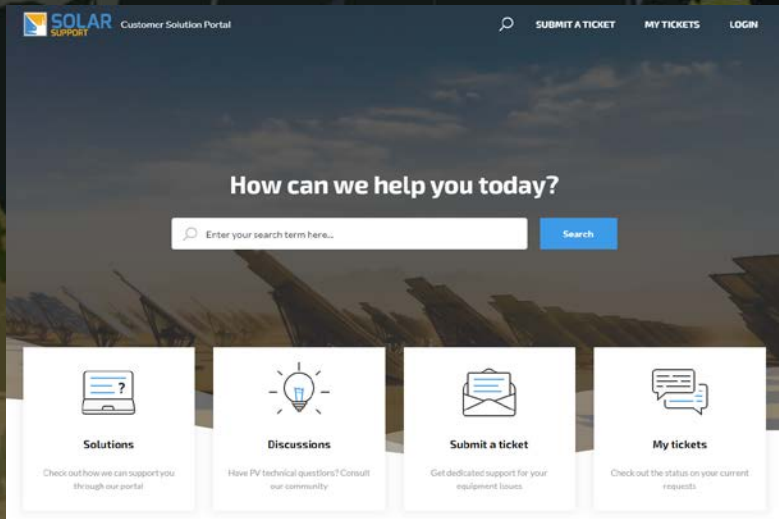 SOLAR
SUPPORT
Customer Solution Portal
SUBMIT A TICKET
MY TICKETS
LOGIN
How can we help you today?
Enter your search term here...
Search
?
Solutions
Check out how we can support you
through our portal
Discussions
Have PV technical questions? Consult
our community
Submit a ticket
Get dedicated support for your
equipment issues
My tickets
Check out the status on your current
requests